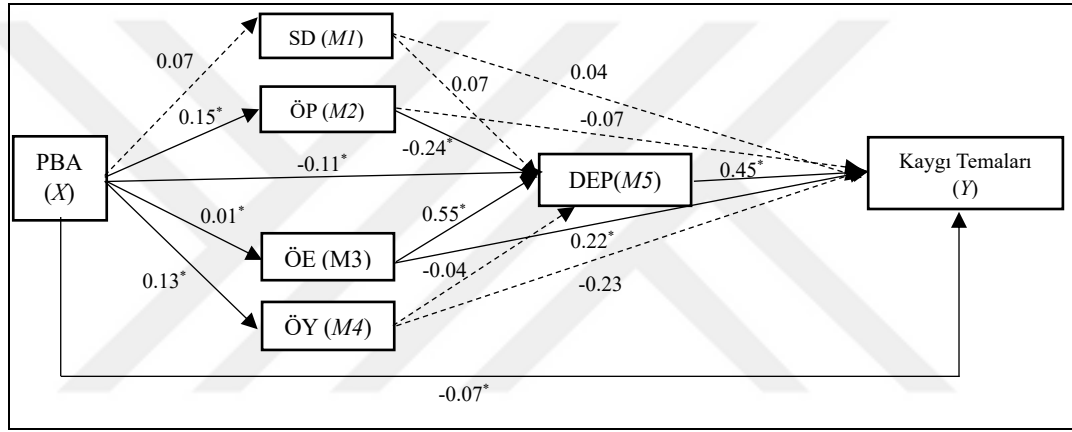 SD (M1)
0.07
0.04
0.07
ÖP (M2)
0.15*
-0.07
-0.24*
PBA
(X)
-0.11*
DEP(M5)
0.45*
Kaygı Temaları
(Y)
0.01*
0.55*
ÖE (M3)
0.22*
0.13*
-0.04
-0.23
ÖY (M4)
-0.07*